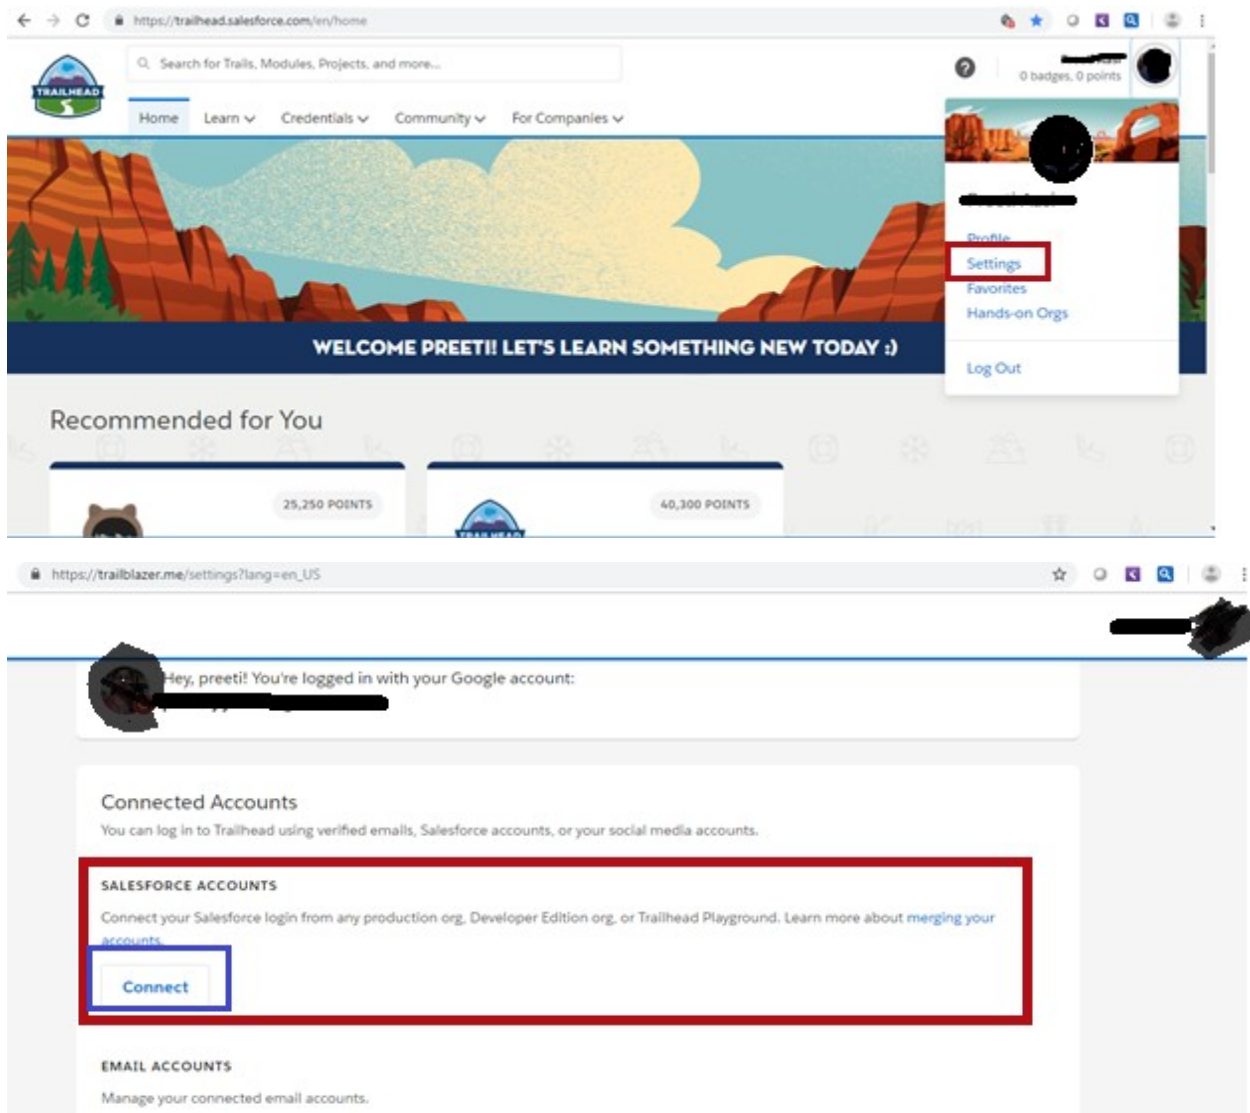 https://trailhead.salesforce.com/en/home
Search for Trails, Modules, Projects, and more...
0 badges, 0 points
TRAILHEAD
Home Learn Credentials Community For Companies
Profile
Settings
Favorites
Hands-on Orgs
Log Out
WELCOME PREETI! LET'S LEARN SOMETHING NEW TODAY :)
Recommended for You
25,250 POINTS
40,300 POINTS
TRAILHEAD
https://trailblazer.me/settings?lang=en_US
Hey, preeti! You're logged in with your Google account:
Connected Accounts
You can log in to Trailhead using verified emails, Salesforce accounts, or your social media accounts.
SALESFORCE ACCOUNTS
Connect your Salesforce login from any production org, Developer Edition org, or Trailhead Playground. Learn more about merging your
accounts.
Connect
EMAIL ACCOUNTS
Manage your connected email accounts.